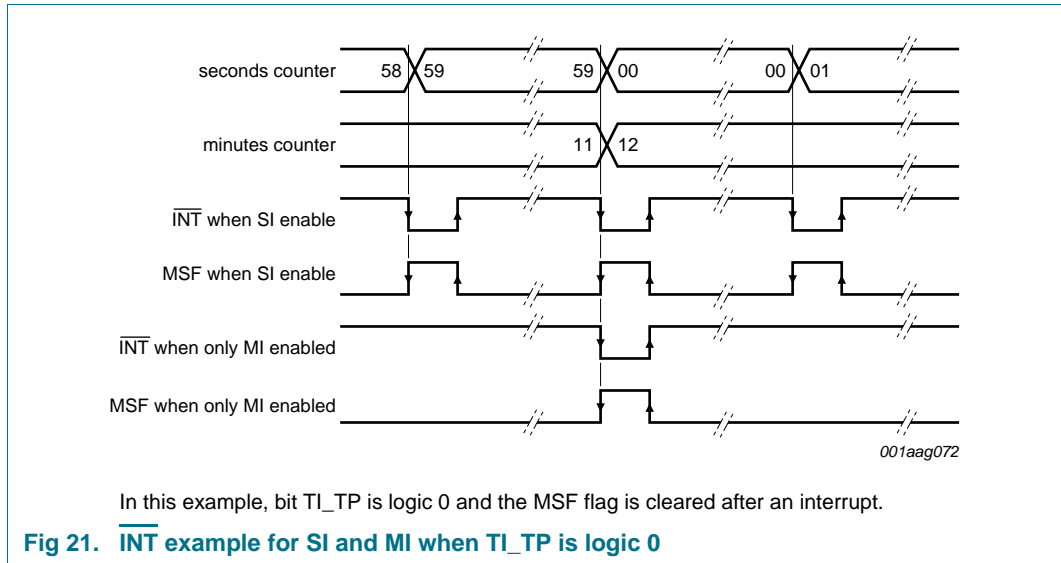 seconds counter 58 59 59 00 00 01
minutes counter 11 12
INT when SI enable
MSF when SI enable
INT when only MI enabled
MSF when only MI enabled
001aag072
In this example, bit TI_TP is logic 0 and the MSF flag is cleared after an interrupt.
Fig 21. INT example for SI and MI when TI_TP is logic 0